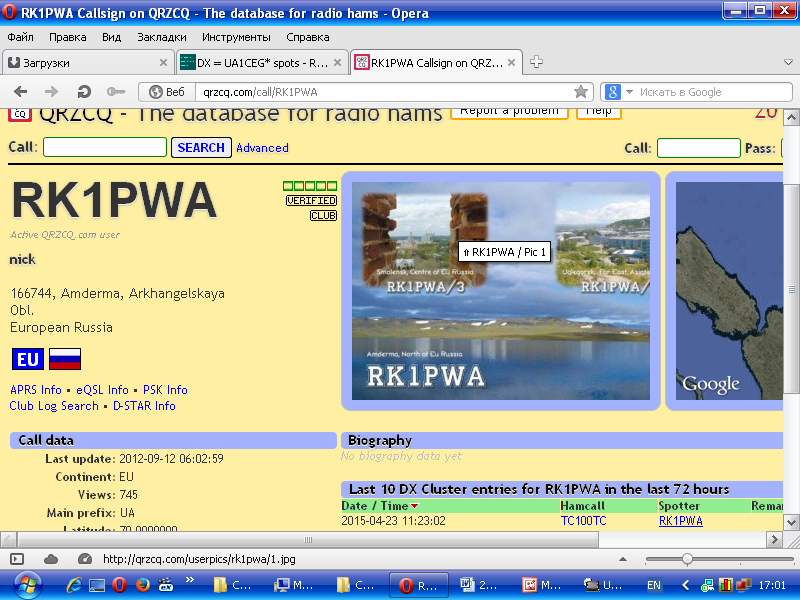 RK1PWA Callsign on QRZCQ - The database for radio hams - Opera
Файл Правка Вид Закладки Инструменты Справка
Загрузки
DX = UA1CEG* spots - R...
RK1PWA Callsign on QRZ...
Веб
qrzcq.com/call/RK1PWA
Искать в Google
CQ QRZCQ - The database for radio hams
Report a problem
Help
20
Call: SEARCH Advanced
Call: Pass:
RK1PWA
VERIFIED
CLUB
Active QRZCQ.com user
nick
166744, Amderma, Arkhangelskaya
Obl.
European Russia
EU
APRS Info • eQSL Info • PSK Info
Club Log Search • D-STAR Info
RK1PWA / Pic 1
Smolensk, Centre of Eu Russia
RK1PWA/3
Uglegorsk, Far East, Asiatic
RK1PWA/
Amderma, North of Eu Russia
RK1PWA
Google
Call data
Last update: 2012-09-12 06:02:59
Continent: EU
Views: 745
Main prefix: UA
Latitude: 70.0000000
Biography
No biography data yet
Last 10 DX Cluster entries for RK1PWA in the last 72 hours
Date / Time Hamcall Spotter Remar
2015-04-23 11:23:02 TC100TC RK1PWA
http://qrzcq.com/userpics/rk1pwa/1.jpg
C... M... C... R... 2... M... U... EN 17:01